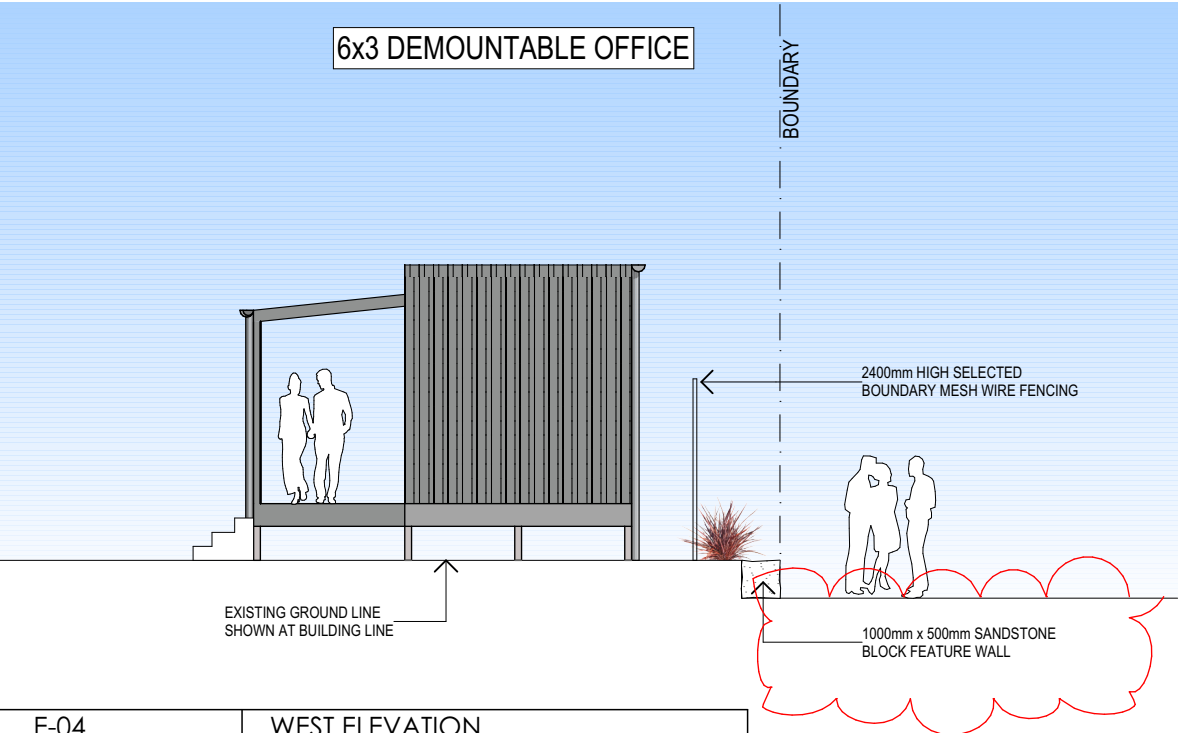 6x3 DEMOUNTABLE OFFICE
BOUNDARY
2400mm HIGH SELECTED
BOUNDARY MESH WIRE FENCING
EXISTING GROUND LINE
SHOWN AT BUILDING LINE
1000mm x 500mm SANDSTONE
BLOCK FEATURE WALL
E-04
WEST ELEVATION